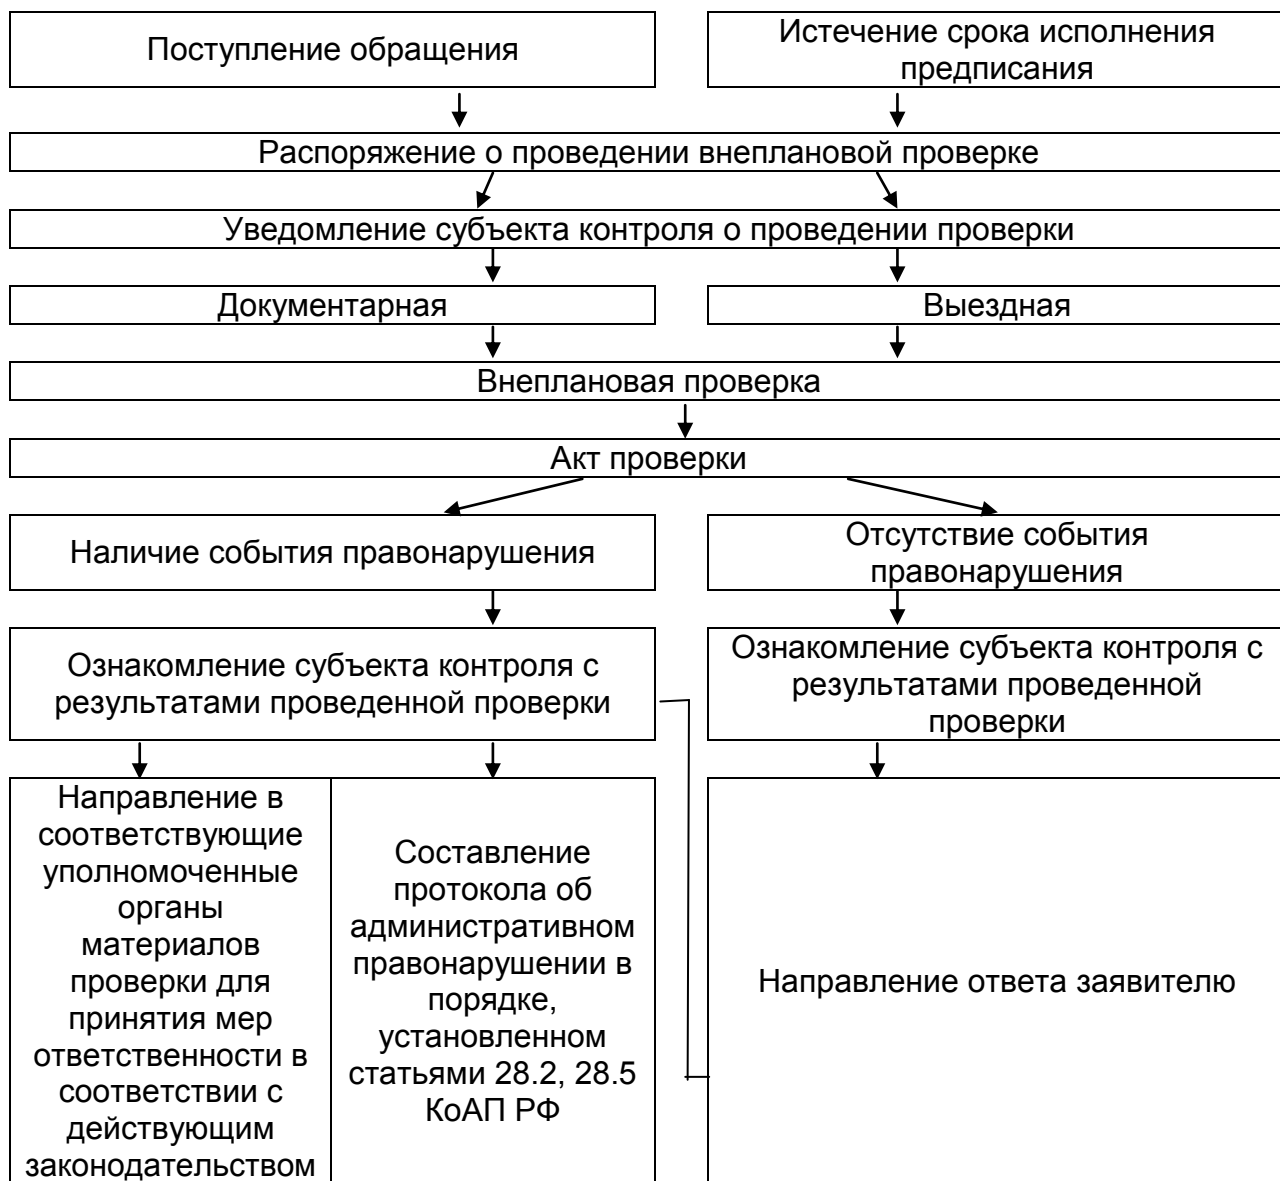 Поступление обращения
Истечение срока исполнения
предписания
Распоряжение о проведении внеплановой проверке
Уведомление субъекта контроля о проведении проверки
Документарная
Выездная
Внеплановая проверка
Акт проверки
Наличие события правонарушения
Отсутствие события
правонарушения
Ознакомление субъекта контроля с
результатами проведенной проверки
Ознакомление субъекта контроля с
результатами проведенной
проверки
Направление в
соответствующие
уполномоченные
органы
материалов
проверки для
принятия мер
ответственности в
соответствии с
действующим
законодательством
Составление
протокола об
административном
правонарушении в
порядке,
установленном
статьями 28.2, 28.5
КоАП РФ
Направление ответа заявителю